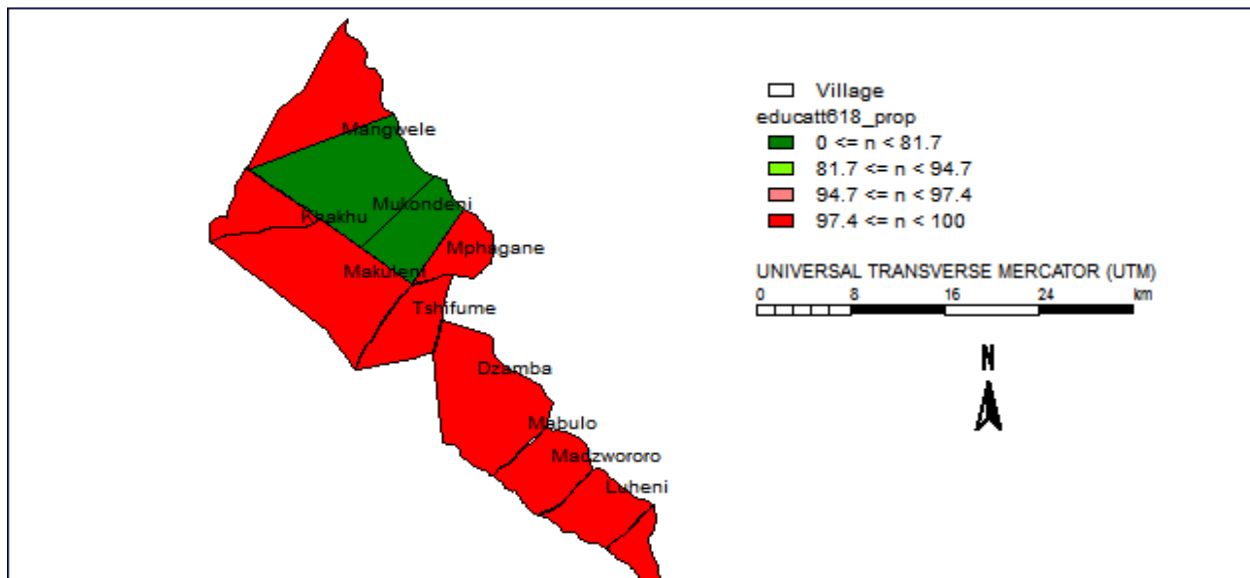 Village
educatt618_prop
0 <= n < 81.7
81.7 <= n < 94.7
94.7 <= n < 97.4
97.4 <= n < 100
UNIVERSAL TRANSVERSE MERCATOR (UTM)
0 8 16 24 km
N
Mangwele
Mukondeni
Khakhu
Mphagane
Makuleni
Tshifume
Dzamba
Mabulo
Madzwororo
Luheni